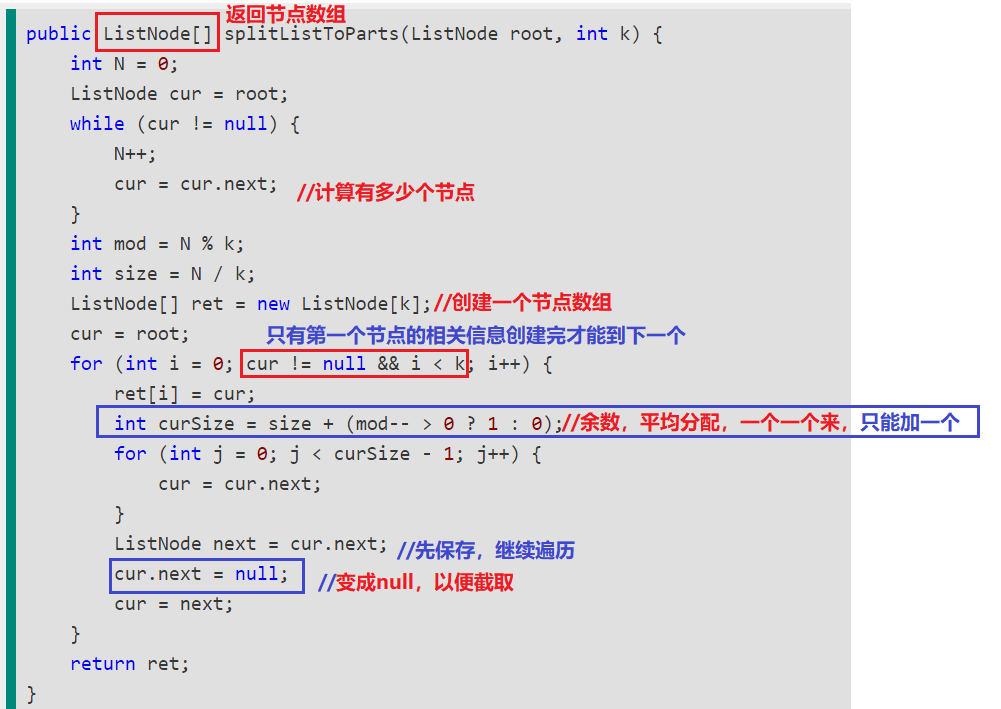 返回节点数组
public ListNode[] splitListToParts(ListNode root, int k) {
int N = 0;
ListNode cur = root;
while (cur != null) {
N++;
cur = cur.next; //计算有多少个节点
}
int mod = N % k;
int size = N / k;
ListNode[] ret = new ListNode[k];//创建一个节点数组
cur = root; 只有第一个节点的相关信息创建完才能到下一个
for (int i = 0; cur != null && i < k; i++) {
ret[i] = cur;
int curSize = size + (mod-- > 0 ? 1 : 0);//余数，平均分配，一个一个来，只能加一个
for (int j = 0; j < curSize - 1; j++) {
cur = cur.next;
}
ListNode next = cur.next; //先保存，继续遍历
cur.next = null; //变成null，以便截取
cur = next;
}
return ret;
}